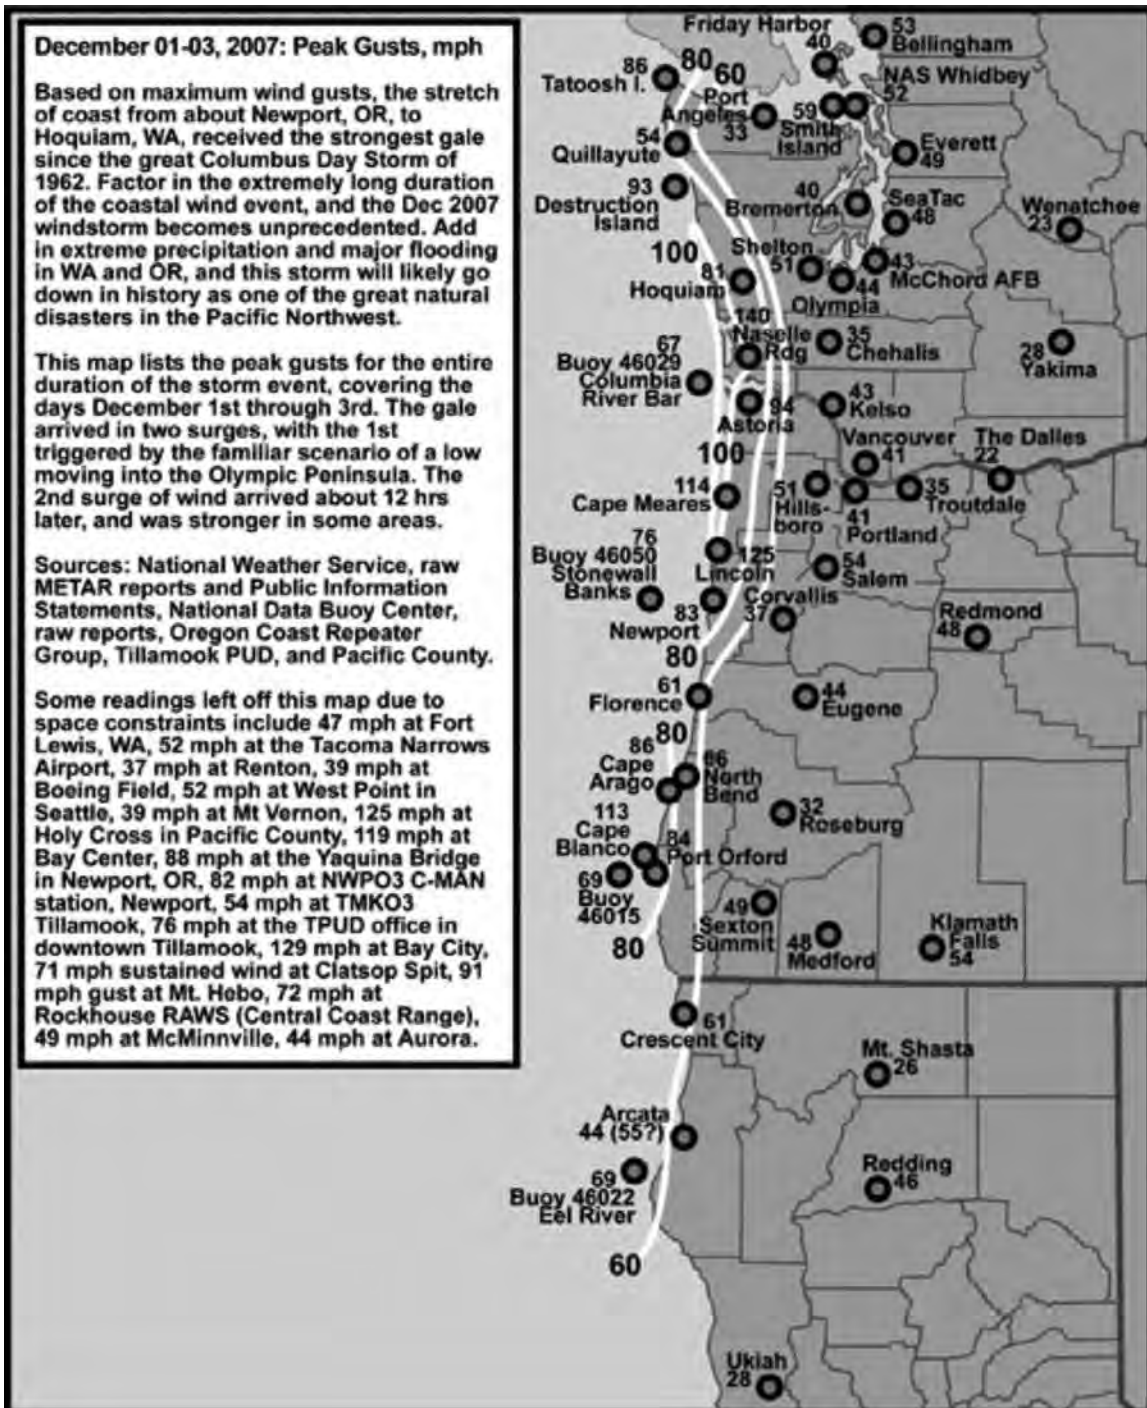 December 01-03, 2007: Peak Gusts, mph
Based on maximum wind gusts, the stretch
of coast from about Newport, OR, to
Hoquiam, WA, received the strongest gale
since the great Columbus Day Storm of
1962. Factor in the extremely long duration
of the coastal wind event, and the Dec 2007
windstorm becomes unprecedented. Add
in extreme precipitation and major flooding
in WA and OR, and this storm will likely go
down in history as one of the great natural
disasters in the Pacific Northwest.
This map lists the peak gusts for the entire
duration of the storm event, covering the
days December 1st through 3rd. The gale
arrived in two surges, with the 1st
triggered by the familiar scenario of a low
moving into the Olympic Peninsula. The
2nd surge of wind arrived about 12 hrs
later, and was stronger in some areas.
Sources: National Weather Service, raw
METAR reports and Public Information
Statements, National Data Buoy Center,
raw reports, Oregon Coast Repeater
Group, Tillamook PUD, and Pacific County.
Some readings left off this map due to
space constraints include 47 mph at Fort
Lewis, WA, 52 mph at the Tacoma Narrows
Airport, 37 mph at Renton, 39 mph at
Boeing Field, 52 mph at West Point in
Seattle, 39 mph at Mt Vernon, 125 mph at
Holy Cross in Pacific County, 119 mph at
Bay Center, 88 mph at the Yaquina Bridge
in Newport, OR, 82 mph at NWPO3 C-MAN
station, Newport, 54 mph at TMKO3
Tillamook, 76 mph at the TPUD office in
downtown Tillamook, 129 mph at Bay City,
71 mph sustained wind at Clatsop Spit, 91
mph gust at Mt. Hebo, 72 mph at
Rockhouse RAWS (Central Coast Range),
49 mph at McMinnville, 44 mph at Aurora.
Friday Harbor
40
53
Bellingham
86
Tatoosh I.
80
60
NAS Whidbey
52
Port
Angeles
33
59
Smith
Island
54
Quillayute
Everett
49
93
Destruction
Island
40
Bremerton
SeaTac
48
Wenatchee
23
100
Shelton
51
43
McChord AFB
81
Hoquiam
44
Olympia
140
Naselle
Rdg
35
Chehalis
28
Yakima
67
Buoy 46029
Columbia
River Bar
94
Astoria
43
Kelso
100
Vancouver
41
The Dalles
22
114
Cape Meares
51
Hills-
boro
41
Portland
35
Troutdale
76
Buoy 46050
Stonewall
Banks
125
Lincoln
54
Salem
83
Newport
Corvallis
37
Redmond
48
80
61
Florence
44
Eugene
80
86
Cape
Arago
North
Bend
32
Roseburg
113
Cape
Blanco
84
Port Orford
69
Buoy
46015
49
Sexton
Summit
48
Medford
Klamath
Falls
54
80
61
Crescent City
Mt. Shasta
26
Arcata
44 (55?)
69
Buoy 46022
Eel River
Redding
46
60
Ukiah
28